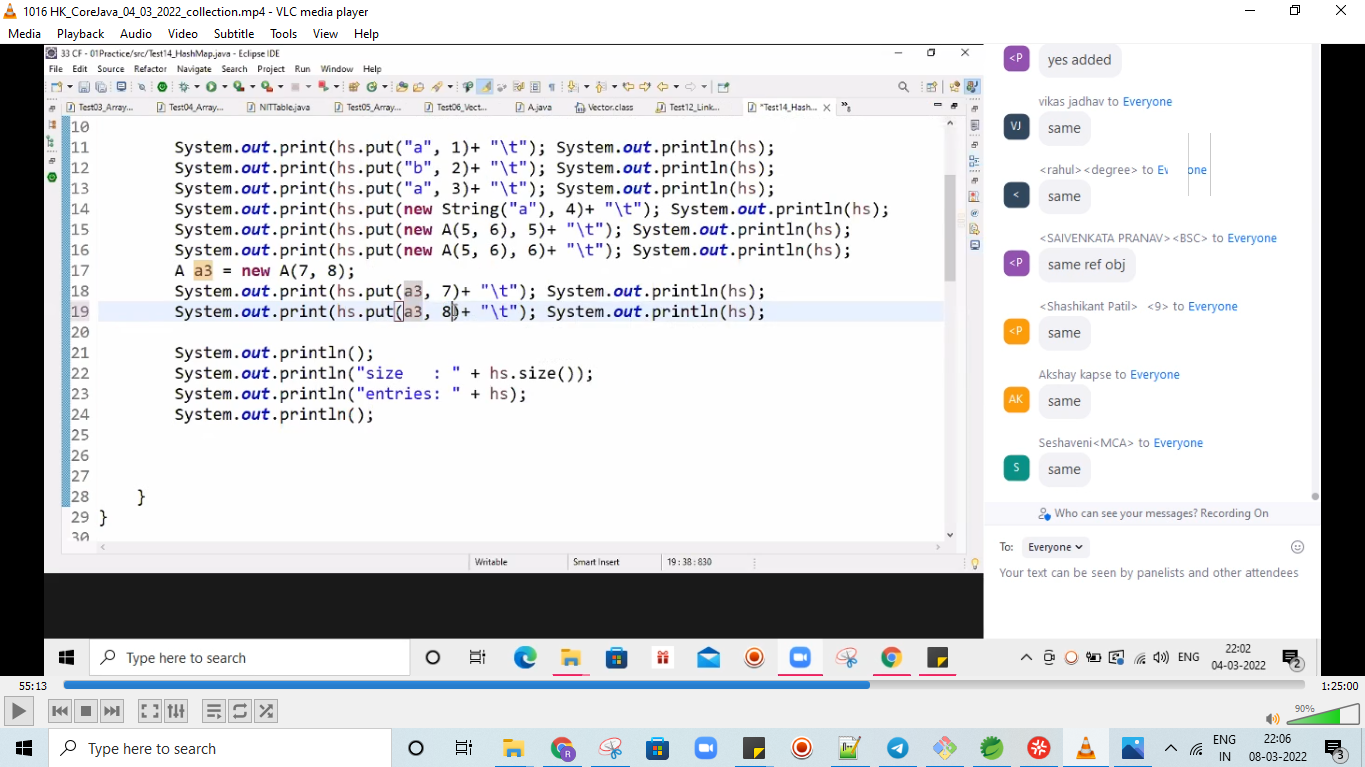 1016 HK_CoreJava_04_03_2022_collection.mp4 - VLC media player
Media Playback Audio Video Subtitle Tools View Help
33 CF - 01Practice/src/Test14_HashMap.java - Eclipse IDE
File Edit Source Refactor Navigate Search Project Run Window Help
Test03_Array... Test04_Array... NITTable.java Test05_Array... Test06_Vect... A.java Vector.class Test12_Link... *Test14_Hash... »8
10
11 System.out.print(hs.put("a", 1)+ "\t"); System.out.println(hs);
12 System.out.print(hs.put("b", 2)+ "\t"); System.out.println(hs);
13 System.out.print(hs.put("a", 3)+ "\t"); System.out.println(hs);
14 System.out.print(hs.put(new String("a"), 4)+ "\t"); System.out.println(hs);
15 System.out.print(hs.put(new A(5, 6), 5)+ "\t"); System.out.println(hs);
16 System.out.print(hs.put(new A(5, 6), 6)+ "\t"); System.out.println(hs);
17 A a3 = new A(7, 8);
18 System.out.print(hs.put(a3, 7)+ "\t"); System.out.println(hs);
19 System.out.print(hs.put(a3, 8)+ "\t"); System.out.println(hs);
20
21 System.out.println();
22 System.out.println("size   : " + hs.size());
23 System.out.println("entries: " + hs);
24 System.out.println();
25
26
27
28 }
29 }
30
Writable Smart Insert 19 : 38 : 830
<P yes added
vikas jadhav to Everyone
VJ same
<rahul><degree> to Ev one
< same
<SAIVENKATA PRANAV><BSC> to Everyone
<P same ref obj
<Shashikant Patil> <9> to Everyone
<P same
Akshay kapse to Everyone
AK same
Seshaveni<MCA> to Everyone
S same
Who can see your messages? Recording On
To: Everyone
Your text can be seen by panelists and other attendees
Type here to search
ENG
22:02
04-03-2022
2
55:13 1:25:00
90%
Type here to search
R
ENG
IN
22:06
08-03-2022
3